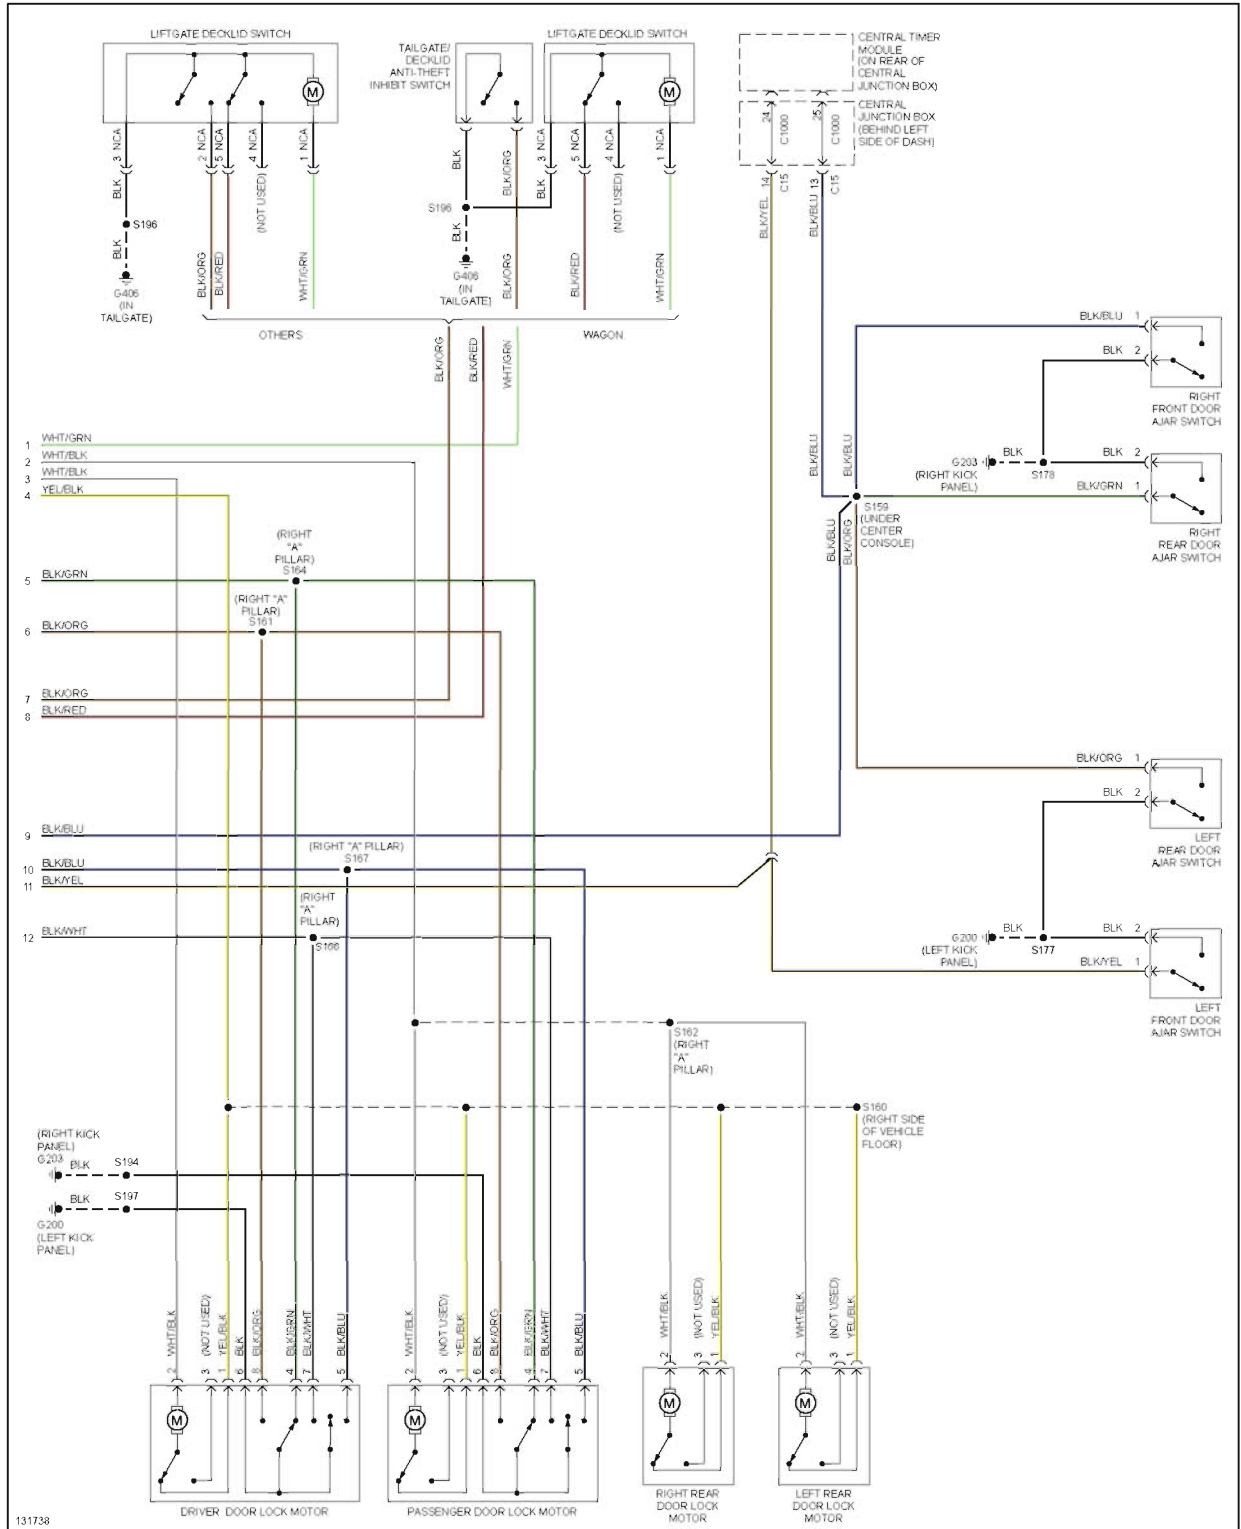 LIFTGATE DECKLID SWITCH
TAILGATE/
DECKLID
ANTI-THEFT
INHIBIT SWITCH
LIFTGATE DECKLID SWITCH
CENTRAL TIMER
MODULE
(ON REAR OF
CENTRAL
JUNCTION BOX)
CENTRAL
JUNCTION BOX
(BEHIND LEFT
SIDE OF DASH)
M
M
24
C1000
25
C1000
3 NCA
2 NCA
5 NCA
4 NCA
1 NCA
BLK
BLK/ORG
3 NCA
5 NCA
4 NCA
1 NCA
14
C15
13
C15
BLK
(NOT USED)
BLK
(NOT USED)
BLK/YEL
BLK/BLU
S196
S196
BLK
BLK/ORG
BLK/RED
WHT/GRN
BLK
BLK/ORG
BLK/RED
WHT/GRN
G406
(IN
TAILGATE)
G406
(IN
TAILGATE)
OTHERS
WAGON
BLK/ORG
BLK/RED
WHT/GRN
BLK/BLU 1
BLK 2
RIGHT
FRONT DOOR
AJAR SWITCH
1 WHT/GRN
2 WHT/BLK
3 WHT/BLK
4 YEL/BLK
BLK/BLU
BLK/BLU
G203
(RIGHT KICK
PANEL)
BLK
S178
BLK 2
BLK/GRN 1
RIGHT
REAR DOOR
AJAR SWITCH
S159
(UNDER
CENTER
CONSOLE)
BLK/BLU
BLK/ORG
(RIGHT
"A"
PILLAR)
S164
5 BLK/GRN
(RIGHT "A"
PILLAR)
S161
6 BLK/ORG
7 BLK/ORG
8 BLK/RED
BLK/ORG 1
BLK 2
LEFT
REAR DOOR
AJAR SWITCH
9 BLK/BLU
(RIGHT "A" PILLAR)
S167
10 BLK/BLU
11 BLK/YEL
(RIGHT
"A"
PILLAR)
12 BLK/WHT
S166
G200
(LEFT KICK
PANEL)
BLK
S177
BLK 2
BLK/YEL 1
LEFT
FRONT DOOR
AJAR SWITCH
S162
(RIGHT
"A"
PILLAR)
S160
(RIGHT SIDE
OF VEHICLE
FLOOR)
(RIGHT KICK
PANEL)
G203
BLK
S194
BLK
S197
G200
(LEFT KICK
PANEL)
2 WHT/BLK
3 (NOT USED)
1 YEL/BLK
6 BLK
8 BLK/ORG
4 BLK/GRN
7 BLK/WHT
5 BLK/BLU
2 WHT/BLK
3 (NOT USED)
1 YEL/BLK
6 BLK
8 BLK/ORG
4 BLK/GRN
7 BLK/WHT
5 BLK/BLU
2 WHT/BLK
3 (NOT USED)
1 YEL/BLK
2 WHT/BLK
3 (NOT USED)
1 YEL/BLK
M
M
M
M
DRIVER DOOR LOCK MOTOR
PASSENGER DOOR LOCK MOTOR
RIGHT REAR
DOOR LOCK
MOTOR
LEFT REAR
DOOR LOCK
MOTOR
131738